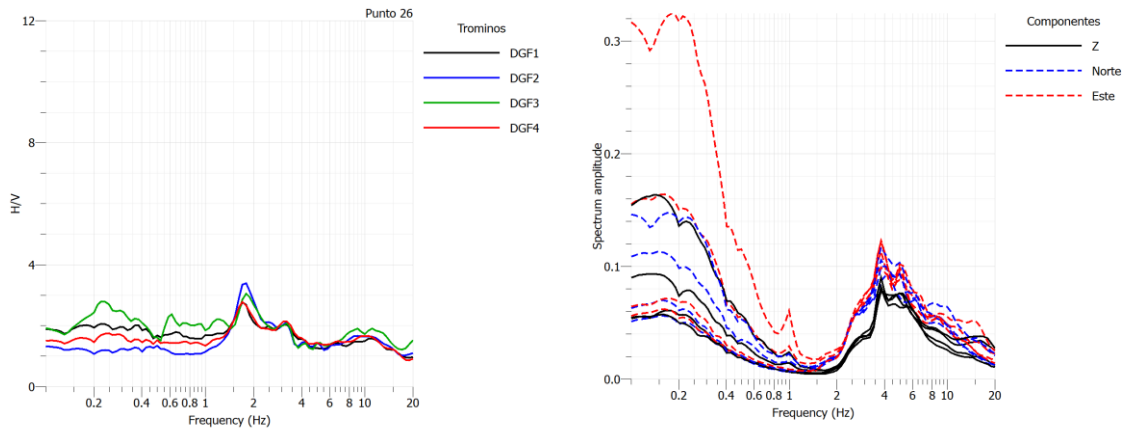 Punto 26
12
8
4
0
H/V
0.2 0.4 0.6 0.8 1 2 4 6 8 10 20
Frequency (Hz)
Trominos
DGF1
DGF2
DGF3
DGF4
0.3
0.2
0.1
0.0
Spectrum amplitude
0.2 0.4 0.6 0.8 1 2 4 6 8 10 20
Frequency (Hz)
Componentes
Z
Norte
Este